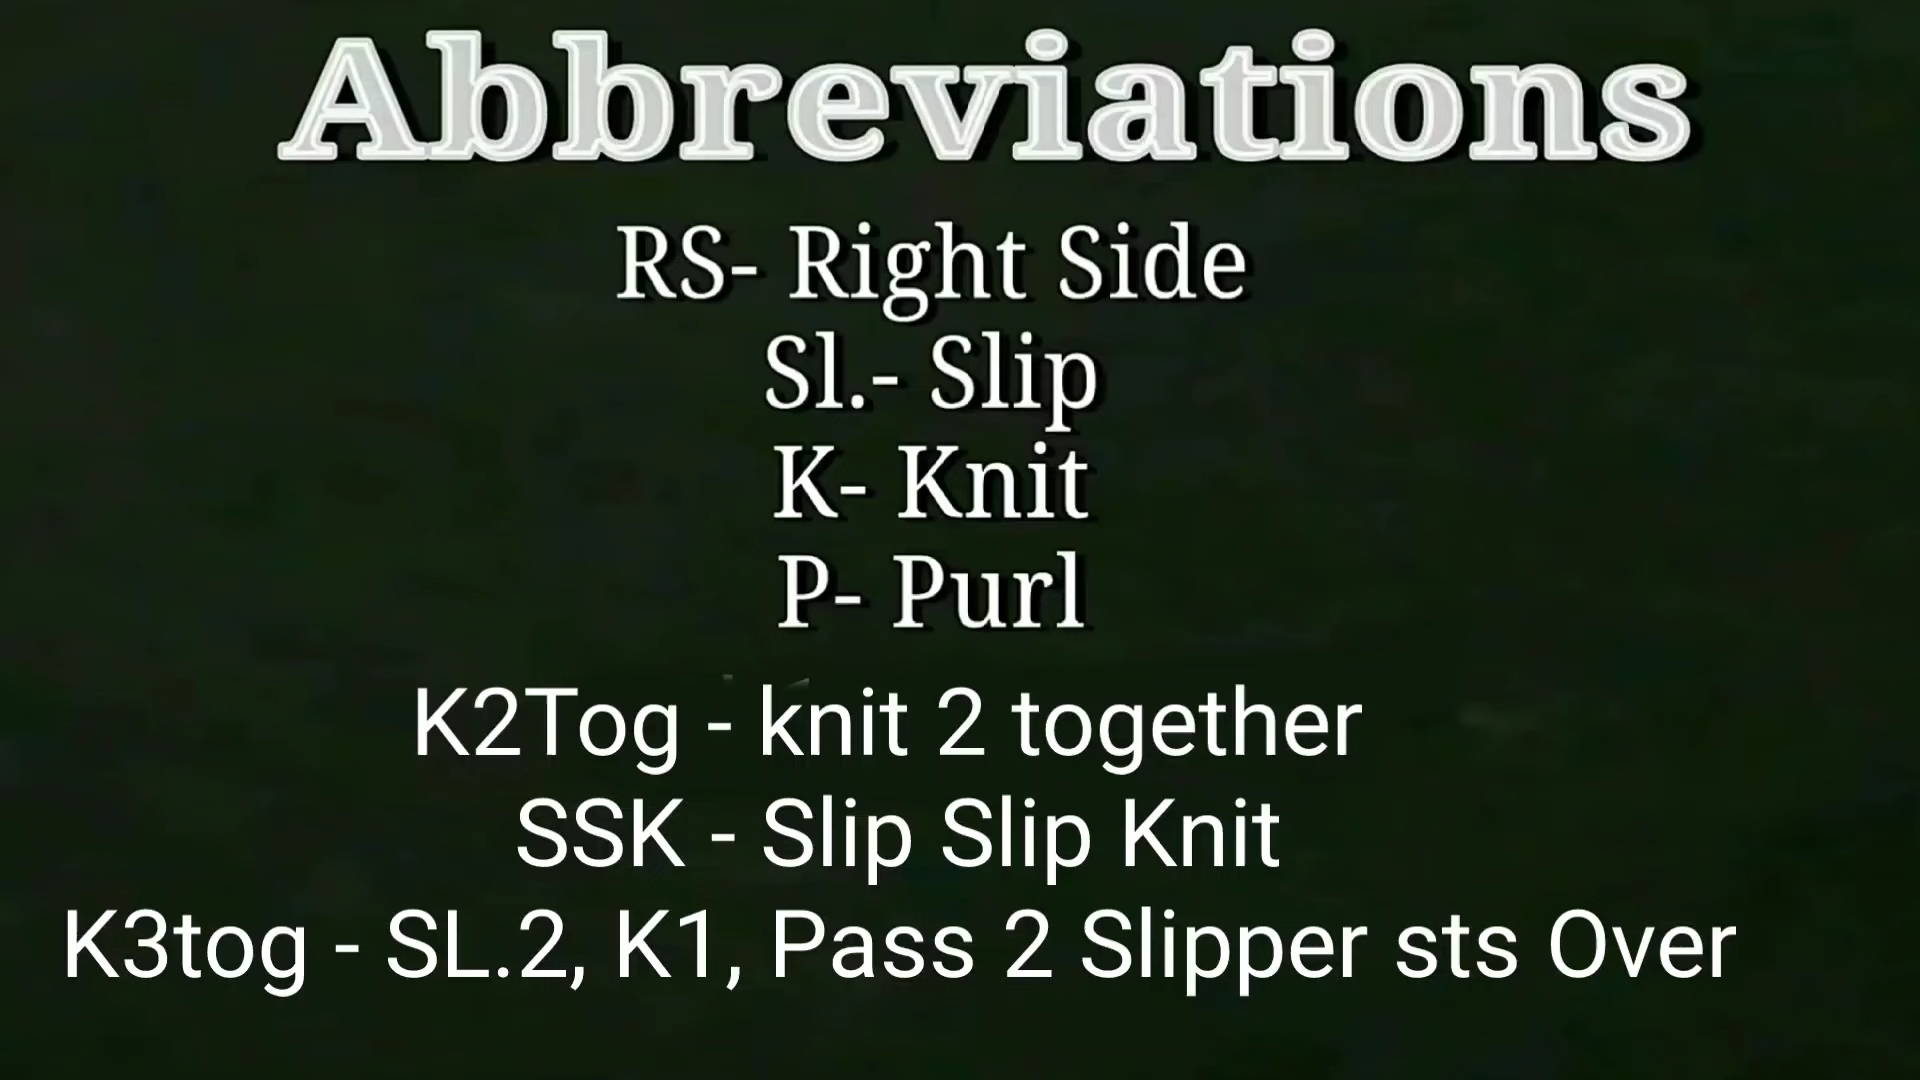 Abbreviations
RS- Right Side
Sl.- Slip
K- Knit
P- Purl
K2Tog - knit 2 together
SSK - Slip Slip Knit
K3tog - SL.2, K1, Pass 2 Slipper sts Over